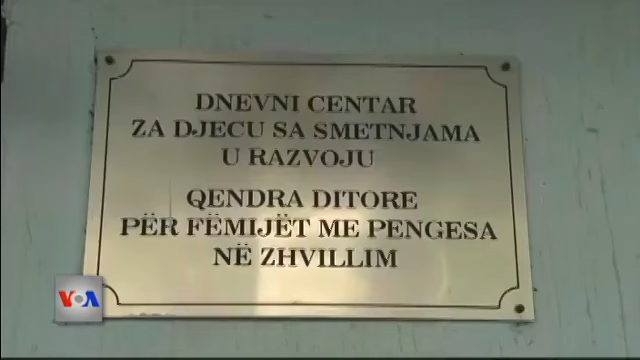 DNEVNI CENTAR
ZA DJECU SA SMETNJAMA
U RAZVOJU
QENDRA DITORE
PËR FËMIJËT ME PENGESA
NË ZHVILLIM
VOA